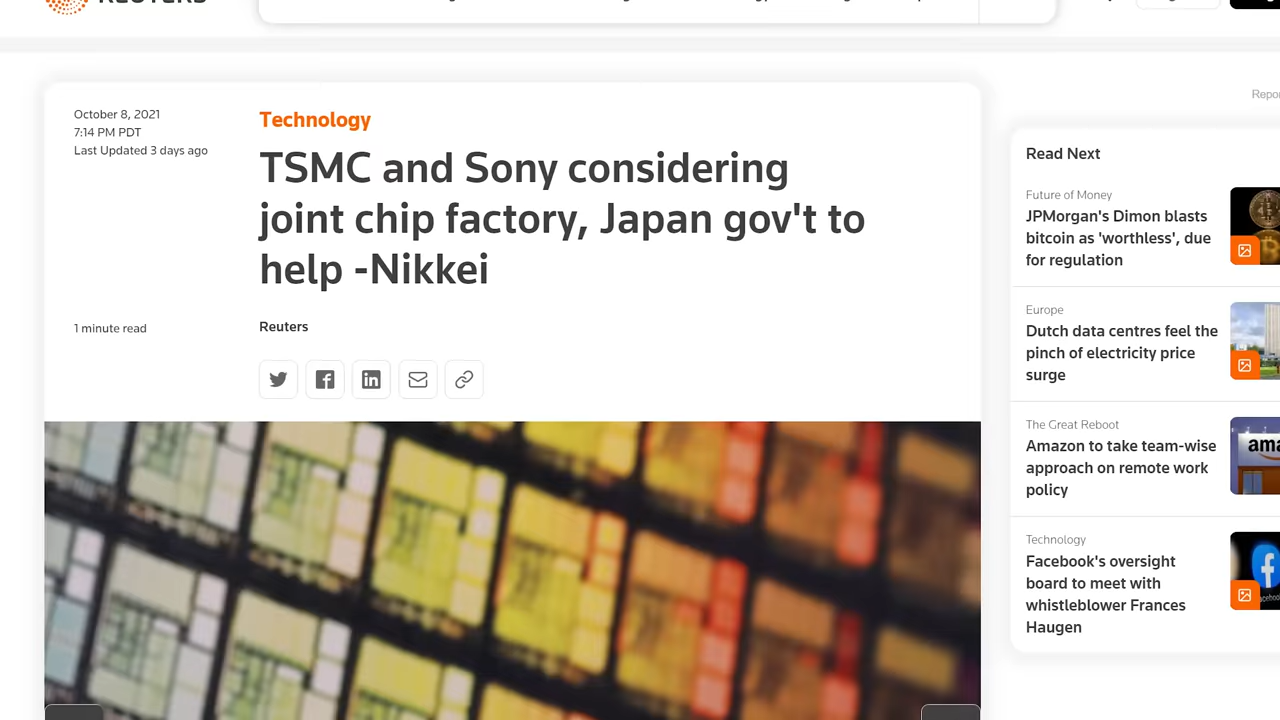 REUTERS
October 8, 2021
7:14 PM PDT
Last Updated 3 days ago
Technology
TSMC and Sony considering
joint chip factory, Japan gov't to
help -Nikkei
1 minute read
Reuters
Read Next
Future of Money
JPMorgan's Dimon blasts
bitcoin as 'worthless', due
for regulation
Europe
Dutch data centres feel the
pinch of electricity price
surge
The Great Reboot
Amazon to take team-wise
approach on remote work
policy
Technology
Facebook's oversight
board to meet with
whistleblower Frances
Haugen